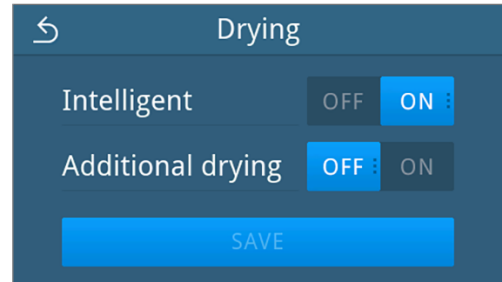 Drying
Intelligent OFF ON
Additional drying OFF ON
SAVE